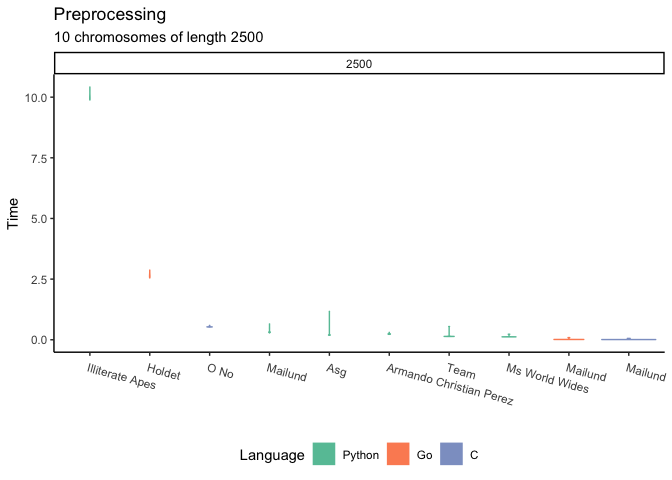 Preprocessing
10 chromosomes of length 2500
2500
10.0
7.5
5.0
2.5
0.0
Time
Illiterate Apes
Holdet
O No
Mailund
Asg
Armando Christian Perez
Team
Ms World Wides
Mailund
Mailund
Language Python Go C